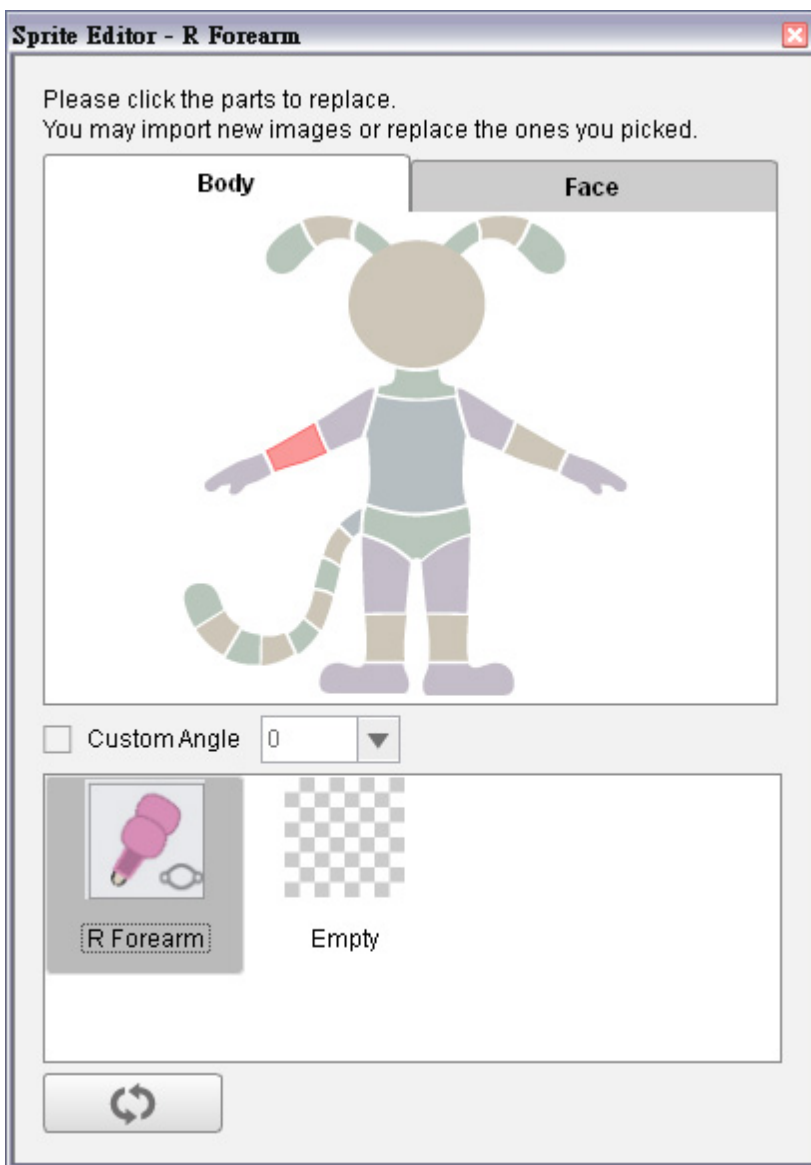 Sprite Editor - R Forearm
Please click the parts to replace.
You may import new images or replace the ones you picked.
Body
Face
Custom Angle
0
R Forearm
Empty